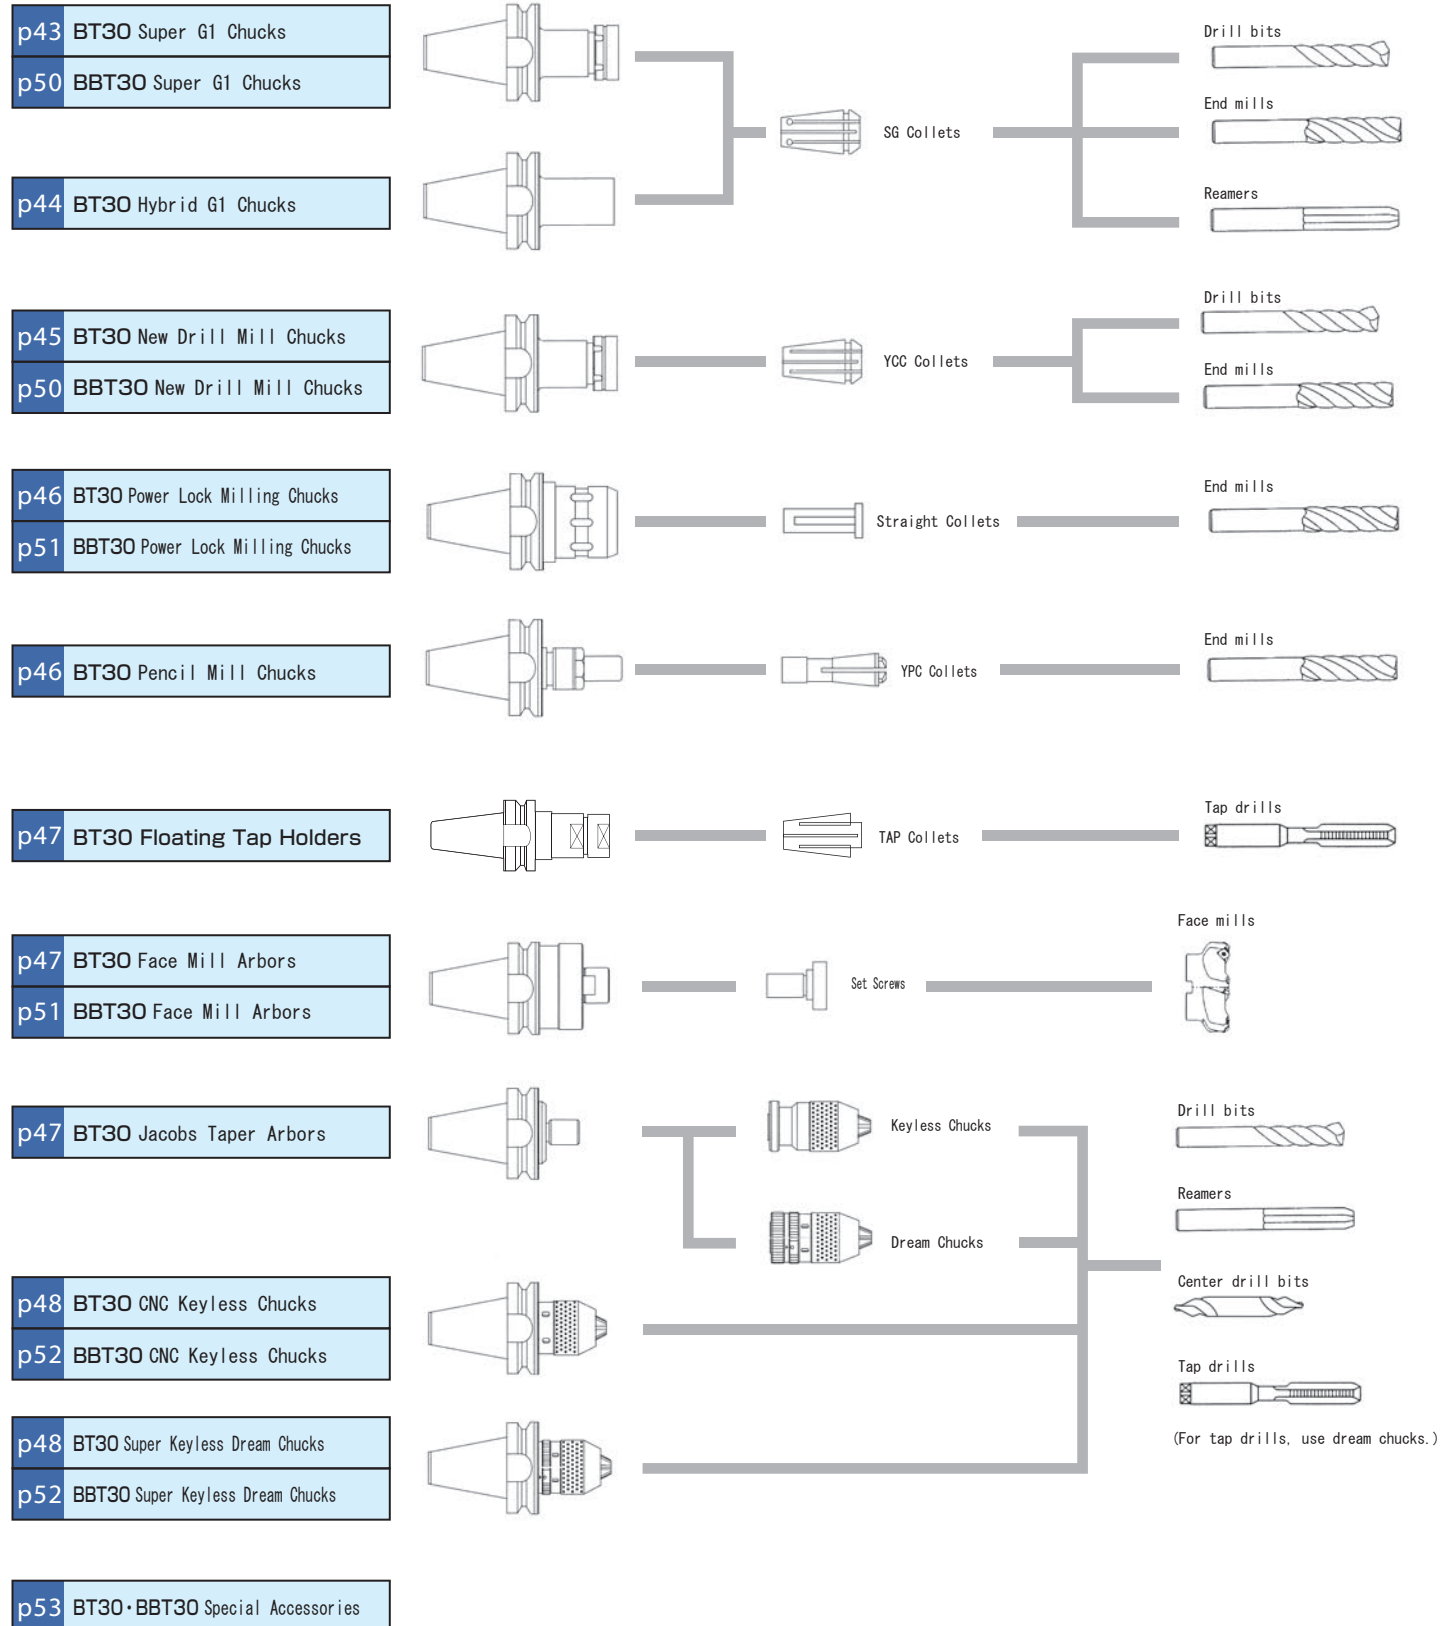 p43 BT30 Super G1 Chucks
p50 BBT30 Super G1 Chucks
p44 BT30 Hybrid G1 Chucks
SG Collets
Drill bits
End mills
Reamers
p45 BT30 New Drill Mill Chucks
p50 BBT30 New Drill Mill Chucks
YCC Collets
Drill bits
End mills
p46 BT30 Power Lock Milling Chucks
p51 BBT30 Power Lock Milling Chucks
Straight Collets
End mills
p46 BT30 Pencil Mill Chucks
YPC Collets
End mills
p47 BT30 Floating Tap Holders
TAP Collets
Tap drills
p47 BT30 Face Mill Arbors
p51 BBT30 Face Mill Arbors
Set Screws
Face mills
p47 BT30 Jacobs Taper Arbors
Keyless Chucks
Dream Chucks
p48 BT30 CNC Keyless Chucks
p52 BBT30 CNC Keyless Chucks
p48 BT30 Super Keyless Dream Chucks
p52 BBT30 Super Keyless Dream Chucks
Drill bits
Reamers
Center drill bits
Tap drills
(For tap drills, use dream chucks.)
p53 BT30・BBT30 Special Accessories